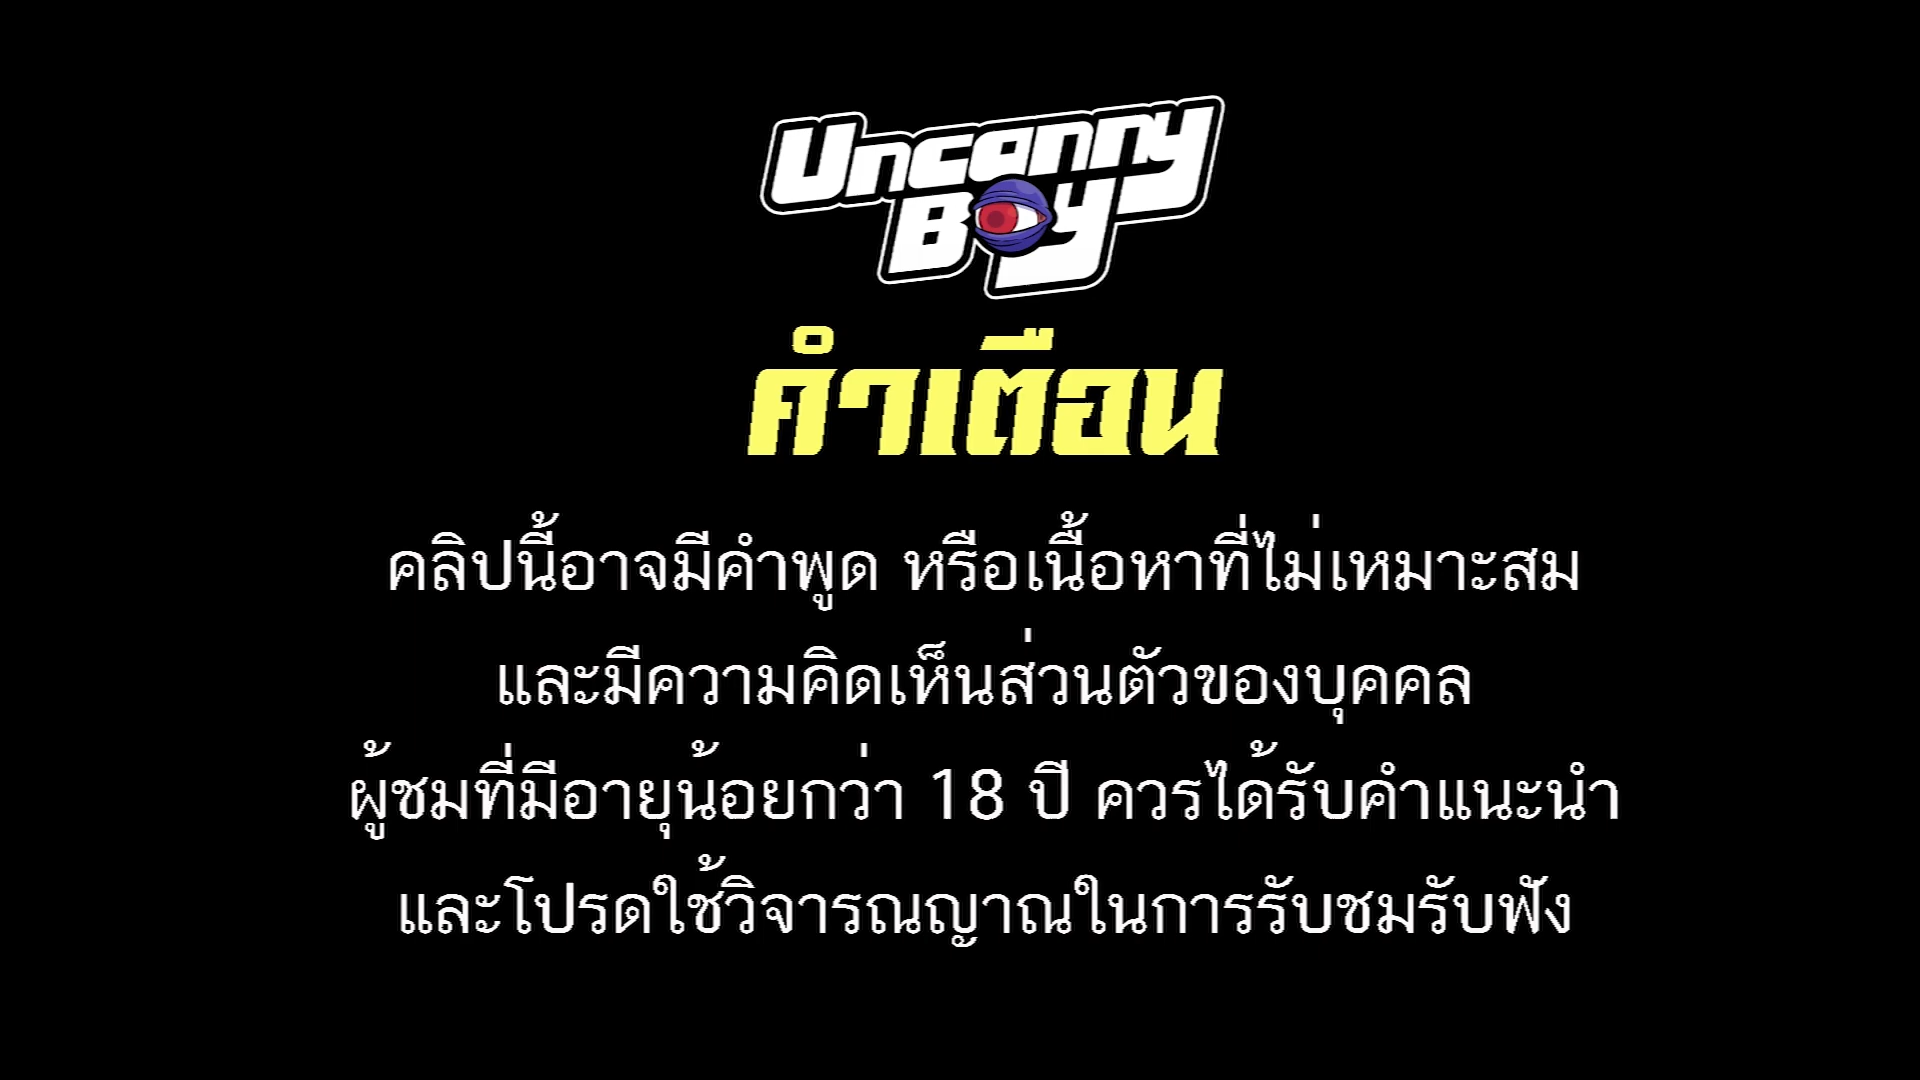 Uncanny
Boy
คำเตือน
คลิปนี้อาจมีคำพูด หรือเนื้อหาที่ไม่เหมาะสม
และมีความคิดเห็นส่วนตัวของบุคคล
ผู้ชมที่มีอายุน้อยกว่า 18 ปี ควรได้รับคำแนะนำ
และโปรดใช้วิจารณญาณในการรับชมรับฟัง